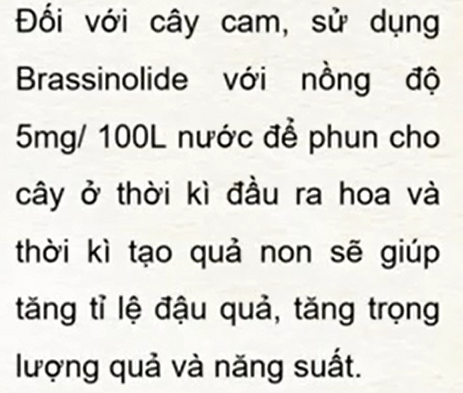 Đối với cây cam, sử dụng
Brassinolide với nồng độ
5mg/ 100L nước để phun cho
cây ở thời kì đầu ra hoa và
thời kì tạo quả non sẽ giúp
tăng tỉ lệ đậu quả, tăng trọng
lượng quả và năng suất.